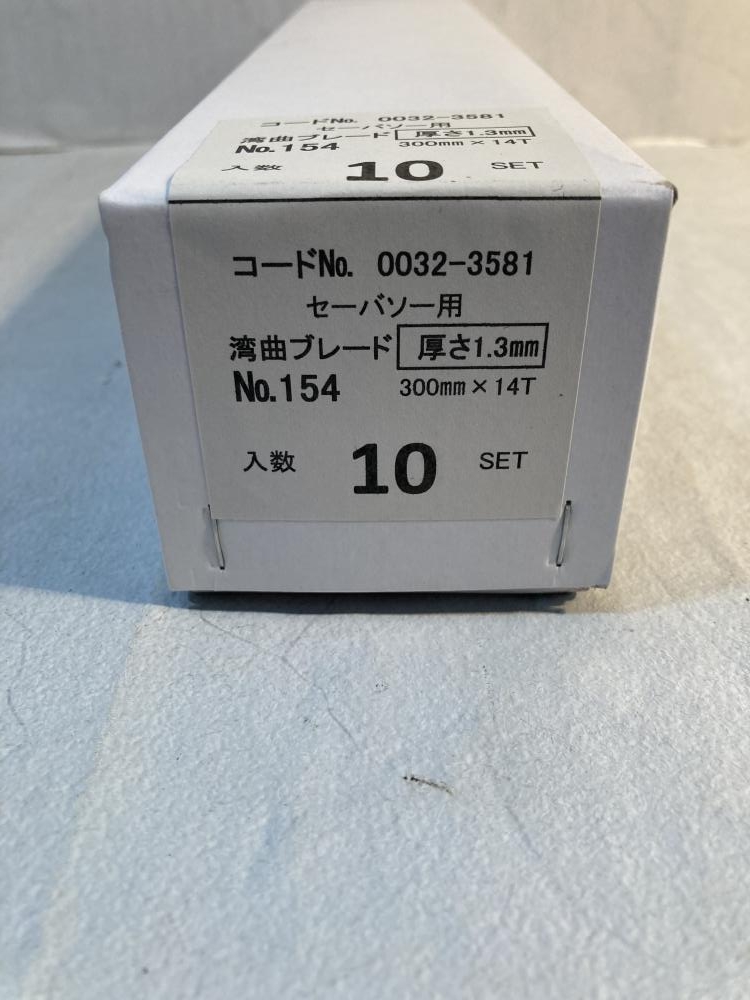 コードNo. 0032-3581
セーバソー用
湾曲ブレード 厚さ1.3mm
No.154 300mm×14T
入数 10 SET
コードNo. 0032-3581
セーバソー用
湾曲ブレード 厚さ1.3mm
No.154 300mm×14T
入数 10 SET